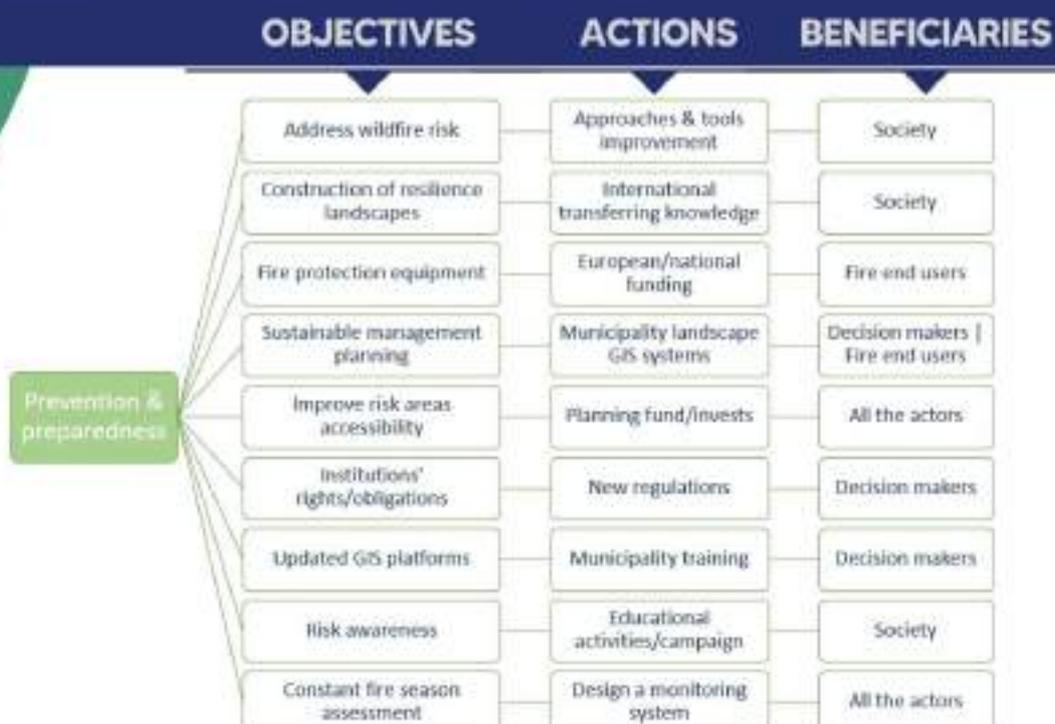 OBJECTIVES ACTIONS BENEFICIARIES
Address wildfire risk
Approaches & tools
improvement
Society
Construction of resilience
landscapes
International
transferring knowledge
Society
Fire protection equipment
European/national
funding
Fire end users
Sustainable management
planning
Municipality landscape
GIS systems
Decision makers |
Fire end users
Prevention &
preparedness
Improve risk areas
accessibility
Planning fund/invests
All the actors
Institutions'
rights/obligations
New regulations
Decision makers
Updated GIS platforms
Municipality training
Decision makers
Risk awareness
Educational
activities/campaign
Society
Constant fire season
assessment
Design a monitoring
system
All the actors